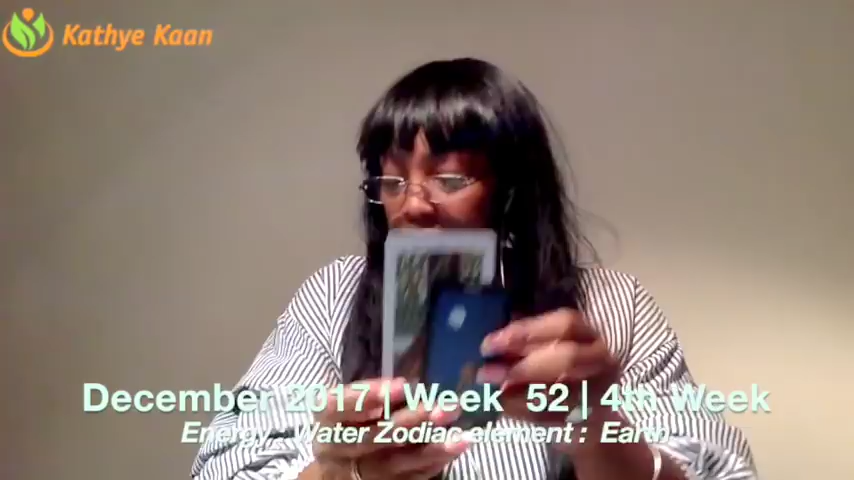 Kathye Kaan
December 2017 | Week 52 | 4th Week
Energy: Water Zodiac element : Earth